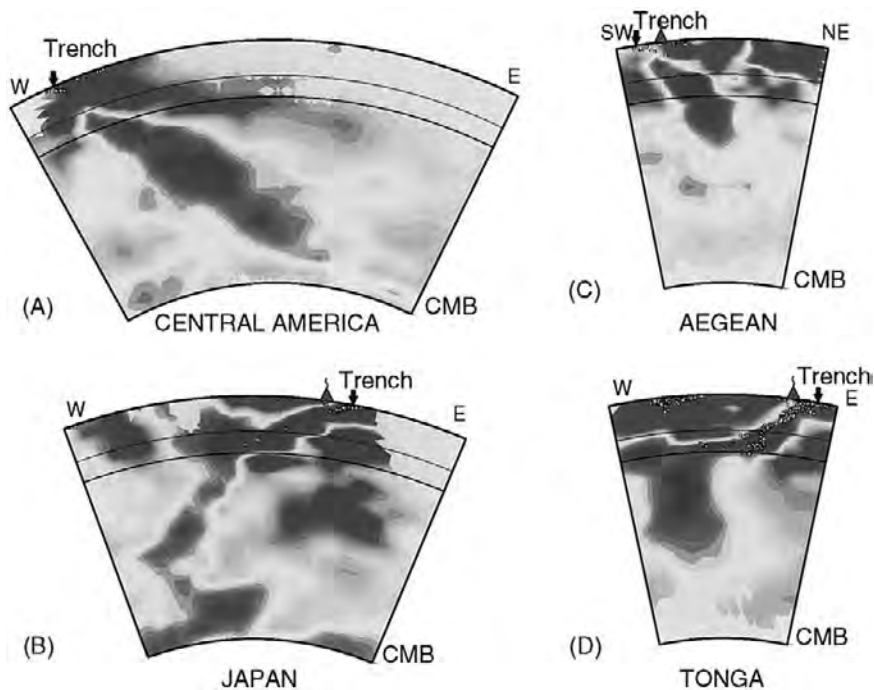 Trench
W
E
(A)
CMB
CENTRAL AMERICA
Trench
SW
NE
(C)
CMB
AEGEAN
Trench
W
E
(B)
CMB
JAPAN
Trench
W
E
(D)
CMB
TONGA